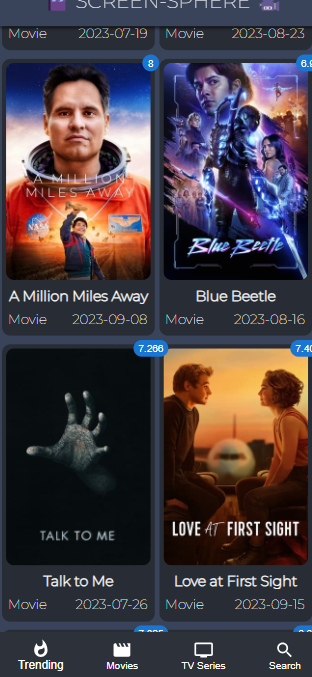 SCREEN-SPHERE
Movie 2023-07-19
Movie 2023-08-23
8
6.9
A MILLION
MILES AWAY
NASA
Blue Beetle
A Million Miles Away
Blue Beetle
Movie 2023-09-08
Movie 2023-08-16
7.266
7.40
TALK TO ME
LOVE AT FIRST SIGHT
Talk to Me
Love at First Sight
Movie 2023-07-26
Movie 2023-09-15
Trending
Movies
TV Series
Search